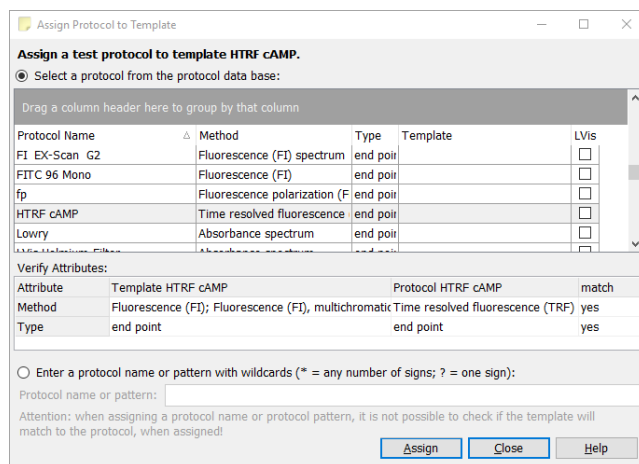 Assign Protocol to Template
Assign a test protocol to template HTRF cAMP.
Select a protocol from the protocol data base:
Drag a column header here to group by that column
Protocol Name Method Type Template LVis
FI EX-Scan G2 Fluorescence (FI) spectrum end poir
FITC 96 Mono Fluorescence (FI) end poir
fp Fluorescence polarization (F end poir
HTRF cAMP Time resolved fluorescence end poir
Lowry Absorbance spectrum end poir
Verify Attributes:
Attribute Template HTRF cAMP Protocol HTRF cAMP match
Method Fluorescence (FI); Fluorescence (FI), multichromatic Time resolved fluorescence (TRF) yes
Type end point end point yes
Enter a protocol name or pattern with wildcards (* = any number of signs; ? = one sign):
Protocol name or pattern:
Attention: when assigning a protocol name or protocol pattern, it is not possible to check if the template will
match to the protocol, when assigned!
Assign Close Help